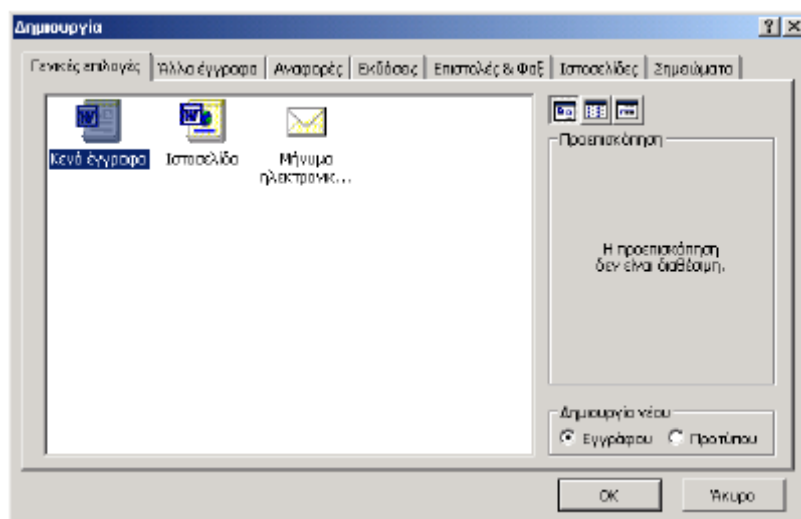 Δημιουργία
Γενικές επιλογές Άλλα έγγραφα Αναφορές Εκδόσεις Επιστολές & Φαξ Ιστοσελίδες Σημειώματα
Κενό έγγραφο Ιστοσελίδα Μήνυμα
ηλεκτρονικ...
Προεπισκόπηση
Η προεπισκόπηση
δεν είναι διαθέσιμη.
Δημιουργία νέου
Εγγράφου Προτύπου
OK Άκυρο